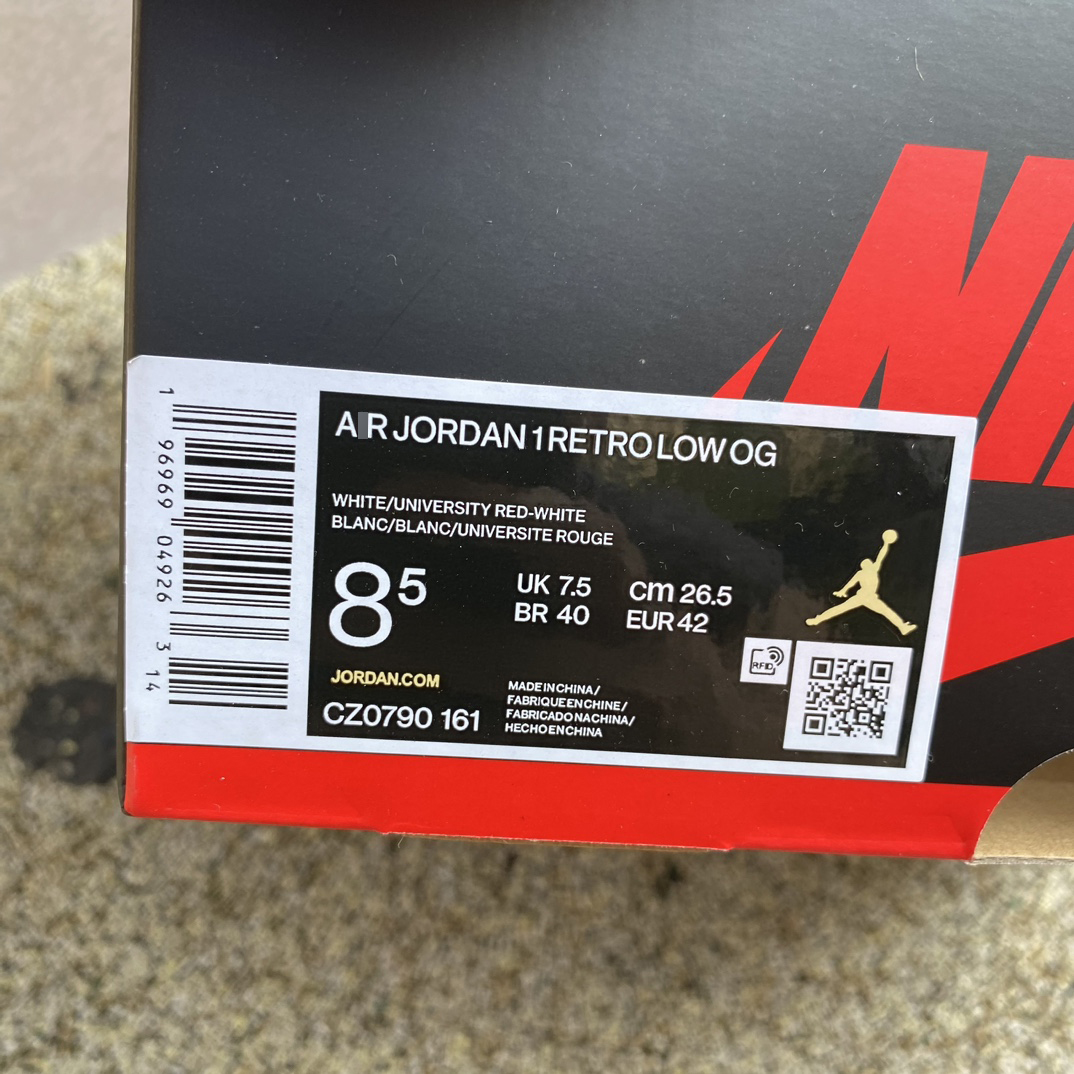 AIR JORDAN 1 RETRO LOW OG
WHITE/UNIVERSITY RED-WHITE
BLANC/BLANC/UNIVERSITE ROUGE
8 5
UK 7.5 cm 26.5
BR 40 EUR 42
JORDAN.COM
CZ0790 161
MADE IN CHINA/
FABRIQUE EN CHINE/
FABRICADO NA CHINA/
HECHO EN CHINA
RFID
1 96969 04926 3 14